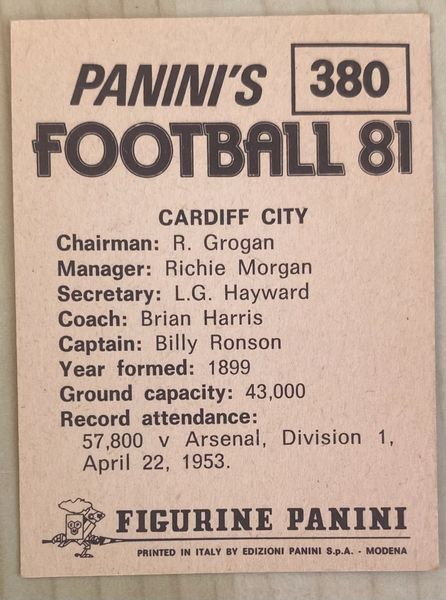 PANINI'S
380
FOOTBALL 81
CARDIFF CITY
Chairman: R. Grogan
Manager: Richie Morgan
Secretary: L.G. Hayward
Coach: Brian Harris
Captain: Billy Ronson
Year formed: 1899
Ground capacity: 43,000
Record attendance:
57,800 v Arsenal, Division 1,
April 22, 1953.
FIGURINE PANINI
PRINTED IN ITALY BY EDIZIONI PANINI S.p.A. - MODENA